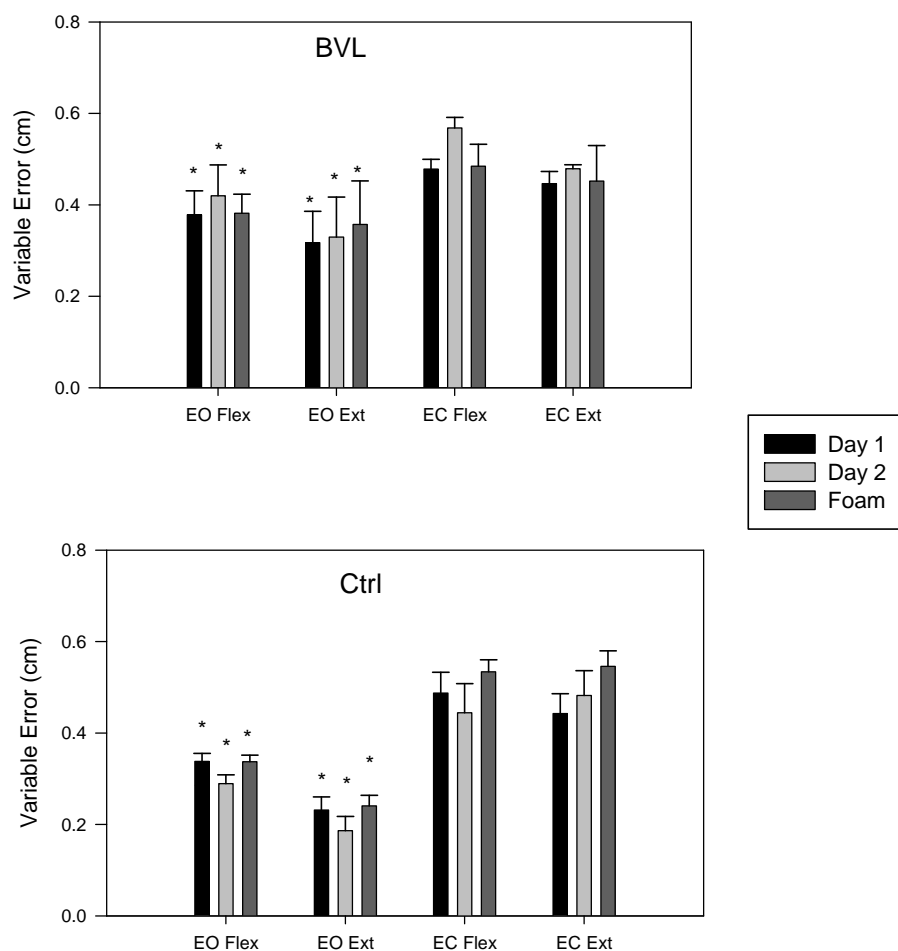 BVL
Variable Error (cm)
0.8
0.6
0.4
0.2
0.0
* * *
* * *
EO Flex EO Ext EC Flex EC Ext
Day 1
Day 2
Foam
Ctrl
Variable Error (cm)
0.8
0.6
0.4
0.2
0.0
* * *
* * *
EO Flex EO Ext EC Flex EC Ext